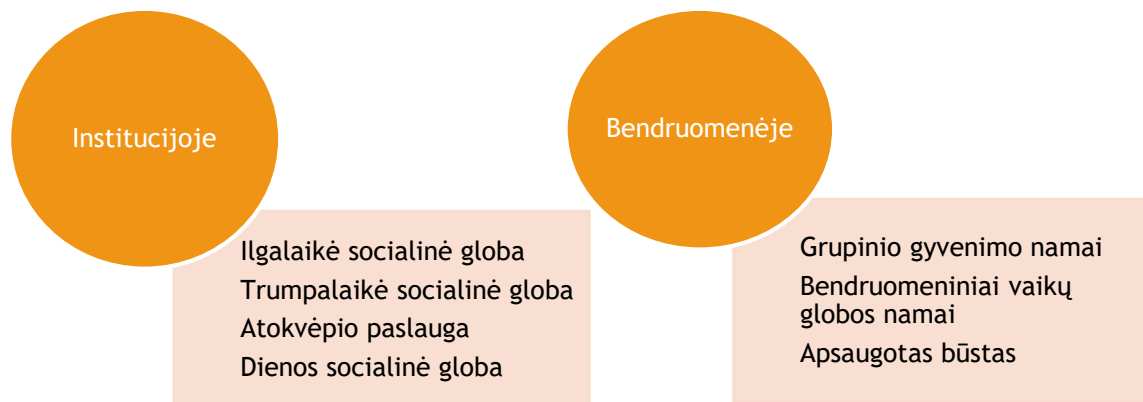 Institucijoje
Ilgalaikė socialinė globa
Trumpalaikė socialinė globa
Atokvėpio paslauga
Dienos socialinė globa
Bendruomenėje
Grupinio gyvenimo namai
Bendruomeniniai vaikų
globos namai
Apsaugotas būstas